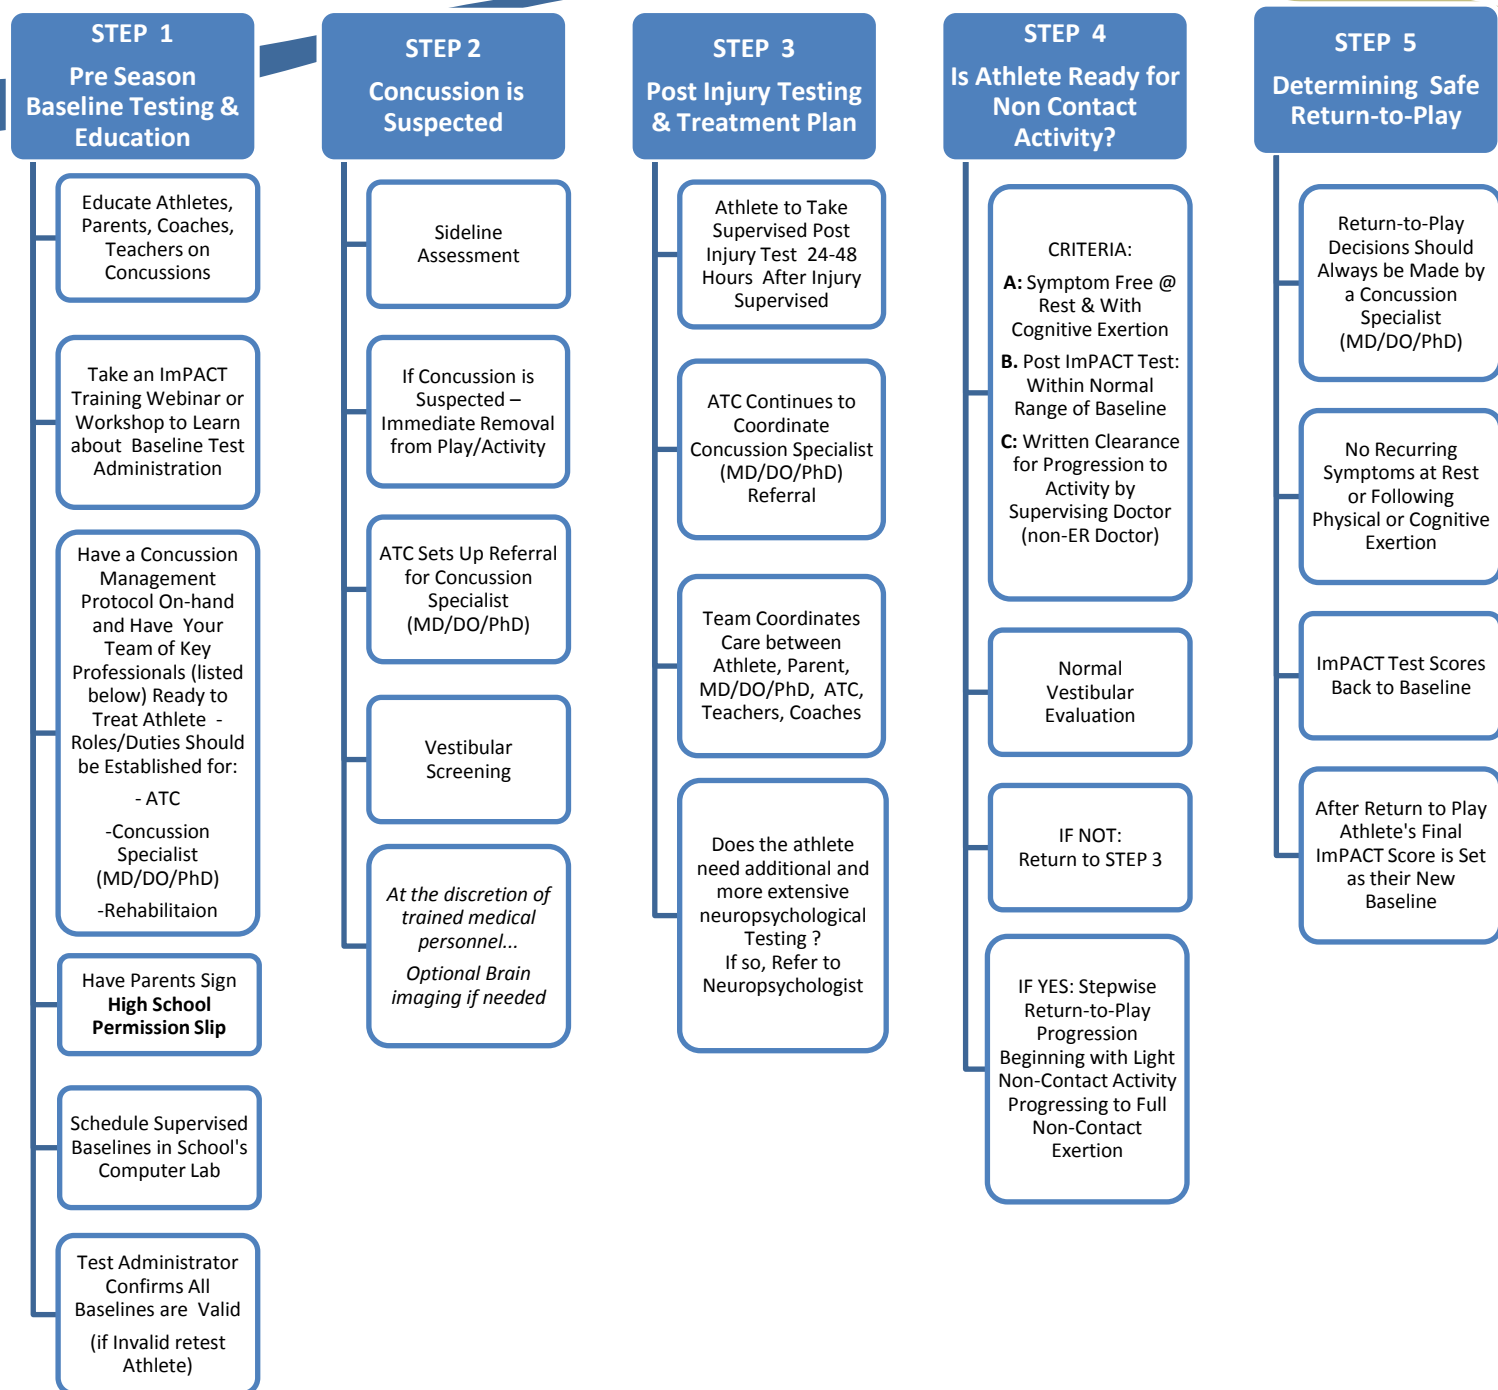 STEP 1
Pre Season
Baseline Testing &
Education
Educate Athletes,
Parents, Coaches,
Teachers on
Concussions
Take an ImPACT
Training Webinar or
Workshop to Learn
about Baseline Test
Administration
Have a Concussion
Management
Protocol On-hand
and Have Your
Team of Key
Professionals (listed
below) Ready to
Treat Athlete -
Roles/Duties Should
be Established for:
- ATC
-Concussion
Specialist
(MD/DO/PhD)
-Rehabilitaion
Have Parents Sign
High School
Permission Slip
Schedule Supervised
Baselines in School's
Computer Lab
Test Administrator
Confirms All
Baselines are Valid
(if Invalid retest
Athlete)
STEP 2
Concussion is
Suspected
Sideline
Assessment
If Concussion is
Suspected –
Immediate Removal
from Play/Activity
ATC Sets Up Referral
for Concussion
Specialist
(MD/DO/PhD)
Vestibular
Screening
At the discretion of
trained medical
personnel...
Optional Brain
imaging if needed
STEP 3
Post Injury Testing
& Treatment Plan
Athlete to Take
Supervised Post
Injury Test 24-48
Hours After Injury
Supervised
ATC Continues to
Coordinate
Concussion Specialist
(MD/DO/PhD)
Referral
Team Coordinates
Care between
Athlete, Parent,
MD/DO/PhD, ATC,
Teachers, Coaches
Does the athlete
need additional and
more extensive
neuropsychological
Testing ?
If so, Refer to
Neuropsychologist
STEP 4
Is Athlete Ready for
Non Contact
Activity?
CRITERIA:
A: Symptom Free @
Rest & With
Cognitive Exertion
B. Post ImPACT Test:
Within Normal
Range of Baseline
C: Written Clearance
for Progression to
Activity by
Supervising Doctor
(non-ER Doctor)
Normal
Vestibular
Evaluation
IF NOT:
Return to STEP 3
IF YES: Stepwise
Return-to-Play
Progression
Beginning with Light
Non-Contact Activity
Progressing to Full
Non-Contact
Exertion
STEP 5
Determining Safe
Return-to-Play
Return-to-Play
Decisions Should
Always be Made by
a Concussion
Specialist
(MD/DO/PhD)
No Recurring
Symptoms at Rest
or Following
Physical or Cognitive
Exertion
ImPACT Test Scores
Back to Baseline
After Return to Play
Athlete's Final
ImPACT Score is Set
as their New
Baseline